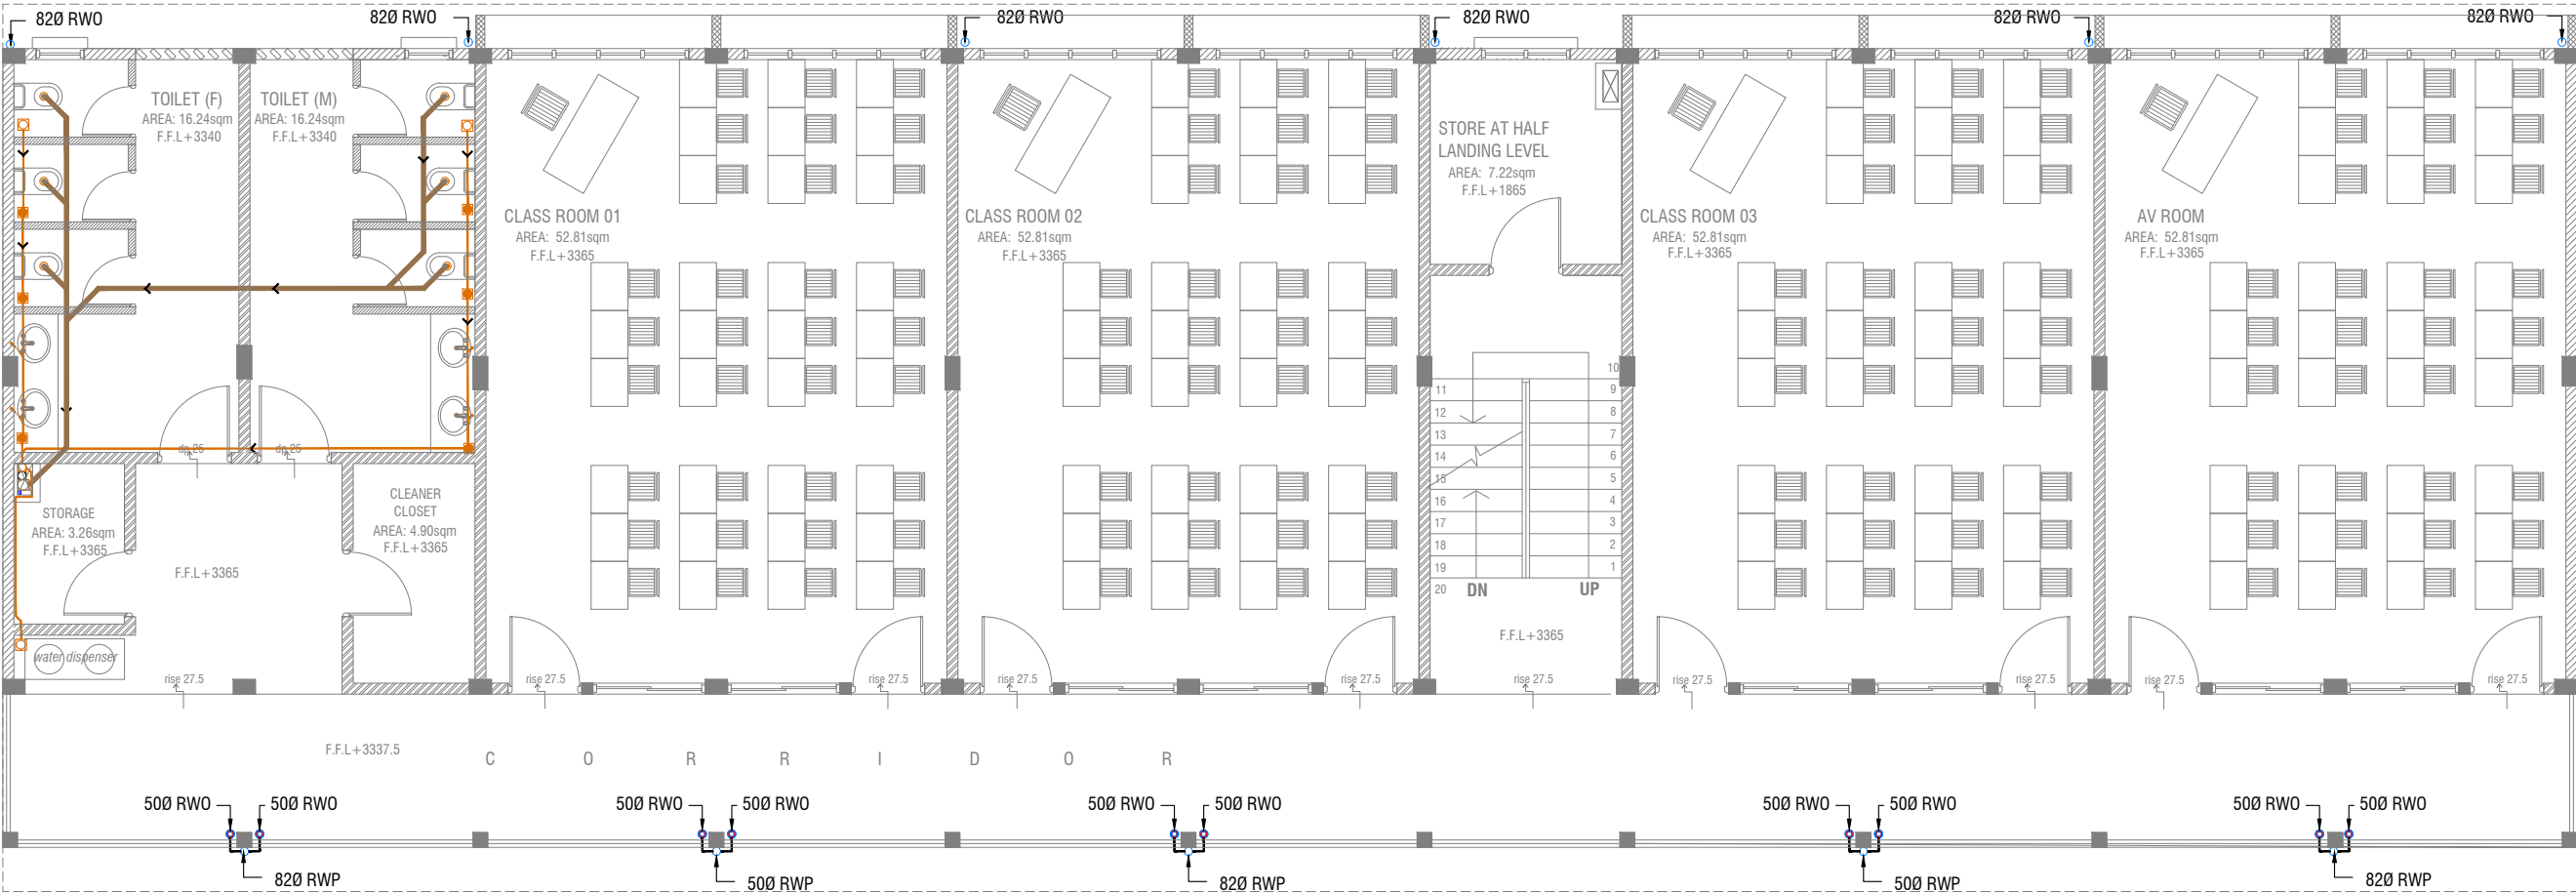 82Ø RWO
82Ø RWO
82Ø RWO
82Ø RWO
82Ø RWO
82Ø RWO
TOILET (F)
AREA: 16.24sqm
F.F.L+3340
TOILET (M)
AREA: 16.24sqm
F.F.L+3340
CLASS ROOM 01
AREA: 52.81sqm
F.F.L+3365
CLASS ROOM 02
AREA: 52.81sqm
F.F.L+3365
STORE AT HALF
LANDING LEVEL
AREA: 7.22sqm
F.F.L+1865
CLASS ROOM 03
AREA: 52.81sqm
F.F.L+3365
AV ROOM
AREA: 52.81sqm
F.F.L+3365
10
11
9
12
8
13
7
14
6
15
5
16
4
17
3
18
2
19
1
20
DN
UP
dp 25
dp 25
STORAGE
AREA: 3.26sqm
F.F.L+3365
CLEANER
CLOSET
AREA: 4.90sqm
F.F.L+3365
F.F.L+3365
F.F.L+3365
water dispenser
rise 27.5
rise 27.5
rise 27.5
rise 27.5
rise 27.5
rise 27.5
rise 27.5
rise 27.5
rise 27.5
rise 27.5
F.F.L+3337.5
C O R R I D O R
50Ø RWO
50Ø RWO
50Ø RWO
50Ø RWO
50Ø RWO
50Ø RWO
50Ø RWO
50Ø RWO
50Ø RWO
50Ø RWO
82Ø RWP
50Ø RWP
82Ø RWP
50Ø RWP
82Ø RWP